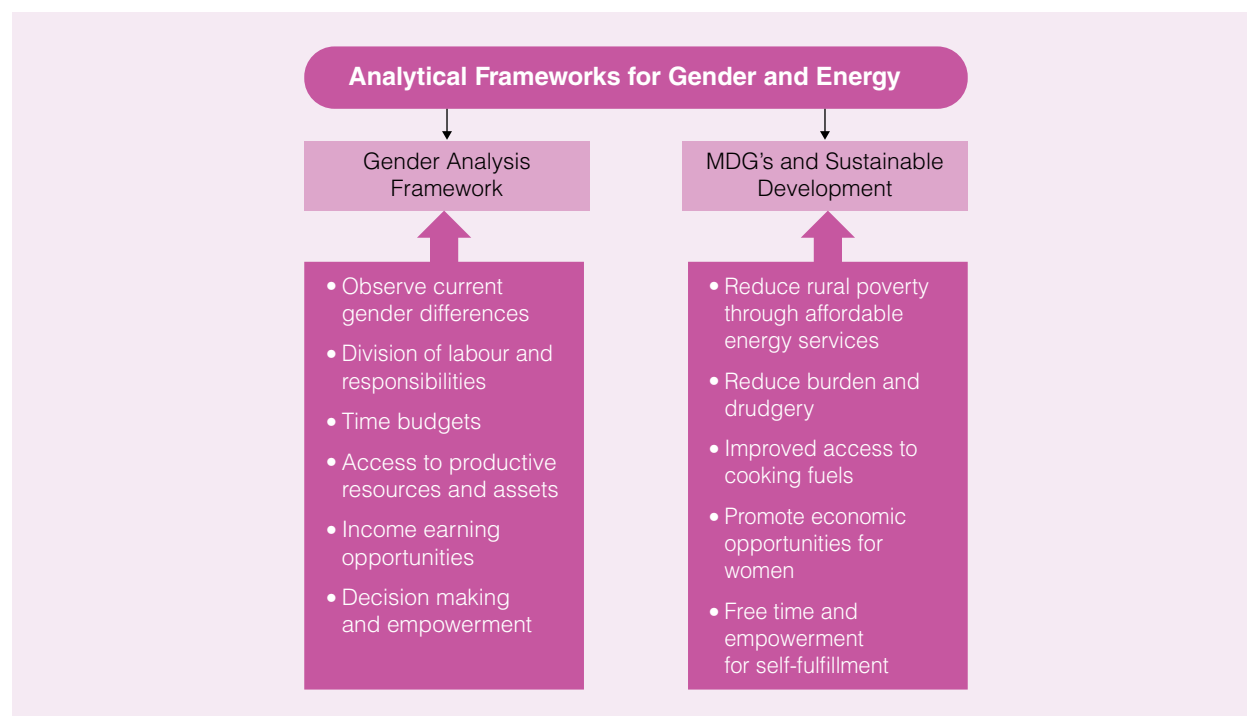 Analytical Frameworks for Gender and Energy
Gender Analysis
Framework
• Observe current
gender differences
• Division of labour and
responsibilities
• Time budgets
• Access to productive
resources and assets
• Income earning
opportunities
• Decision making
and empowerment
MDG's and Sustainable
Development
• Reduce rural poverty
through affordable
energy services
• Reduce burden and
drudgery
• Improved access to
cooking fuels
• Promote economic
opportunities for
women
• Free time and
empowerment
for self-fulfillment